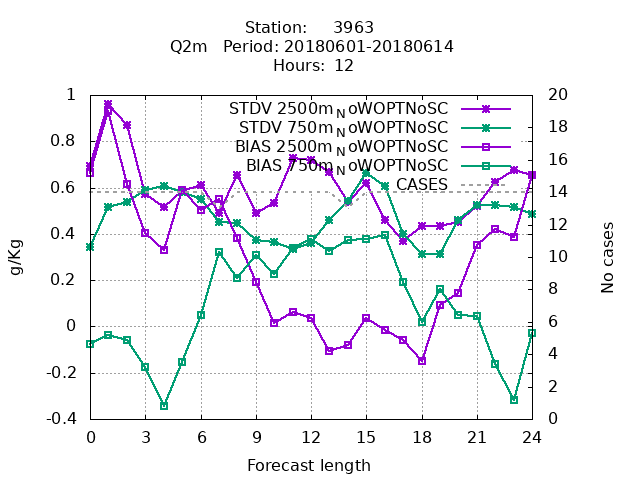 Station: 3963
Q2m Period: 20180601-20180614
Hours: 12
STDV 2500m_NoWOPTNoSC
STDV 750m_NoWOPTNoSC
BIAS 2500m_NoWOPTNoSC
BIAS 750m_NoWOPTNoSC
CASES
1
0.8
0.6
0.4
0.2
0
-0.2
-0.4
g/Kg
20
18
16
14
12
10
8
6
4
2
0
No cases
0 3 6 9 12 15 18 21 24
Forecast length